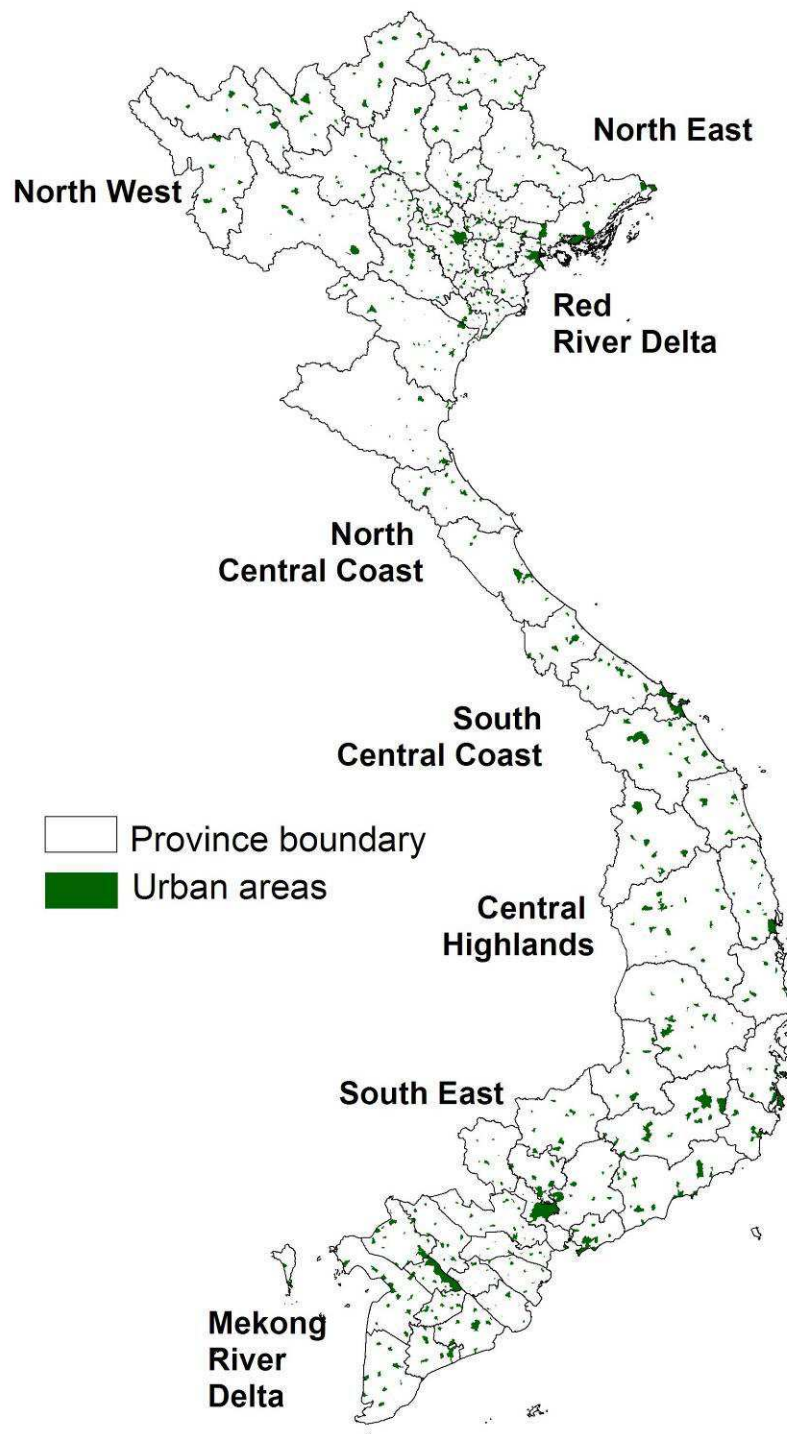 North East
North West
Red
River Delta
North
Central Coast
South
Central Coast
Province boundary
Urban areas
Central
Highlands
South East
Mekong
River
Delta